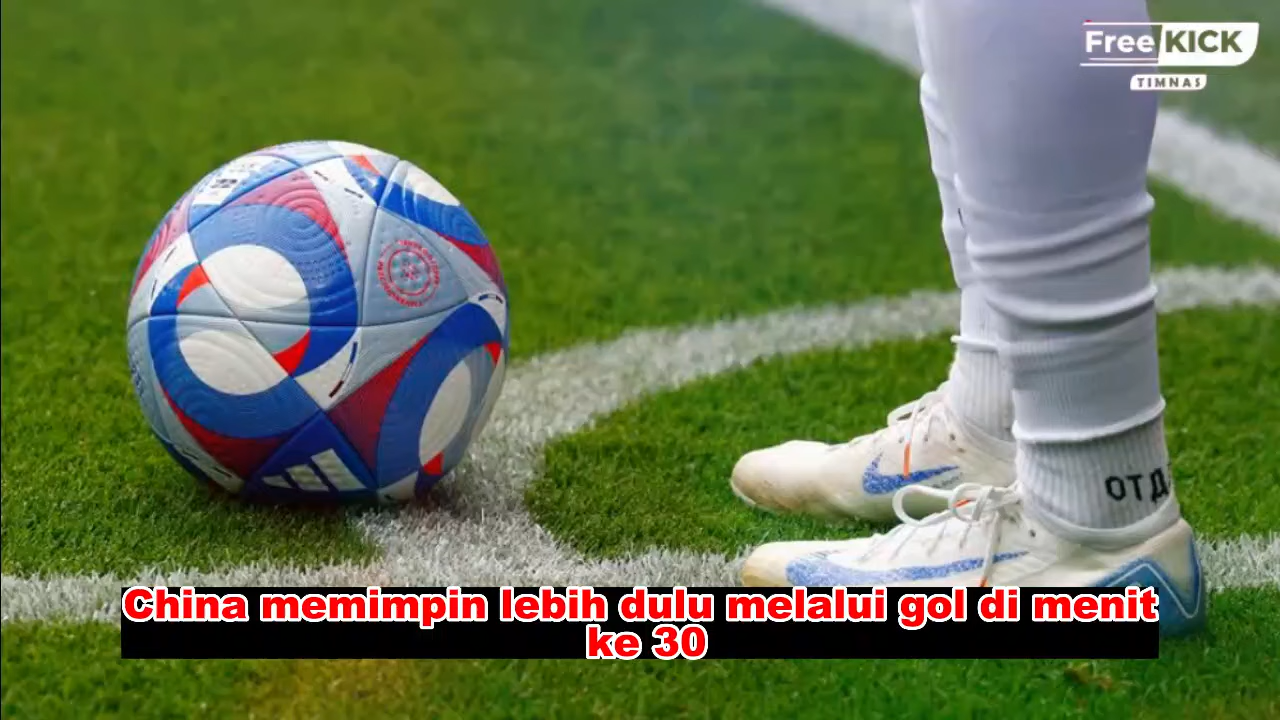 Free KICK
TIMNAS
ОТД
China memimpin lebih dulu melalui gol di menit
ke 30